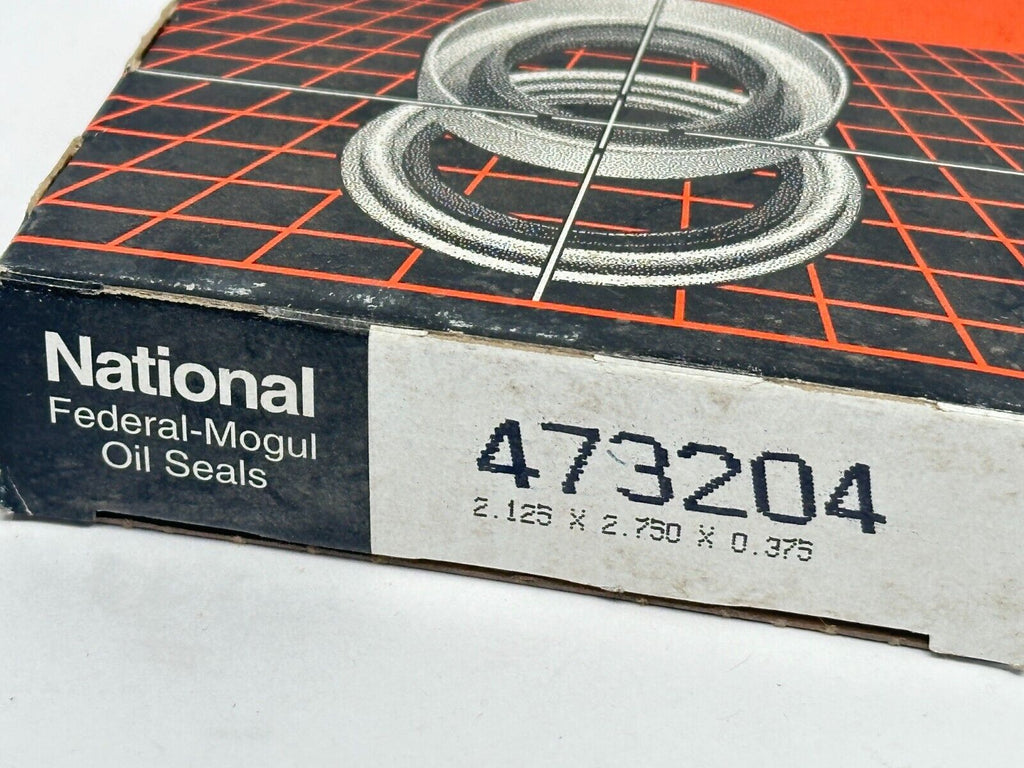 National
Federal-Mogul
Oil Seals
473204
2.125 X 2.750 X 0.375